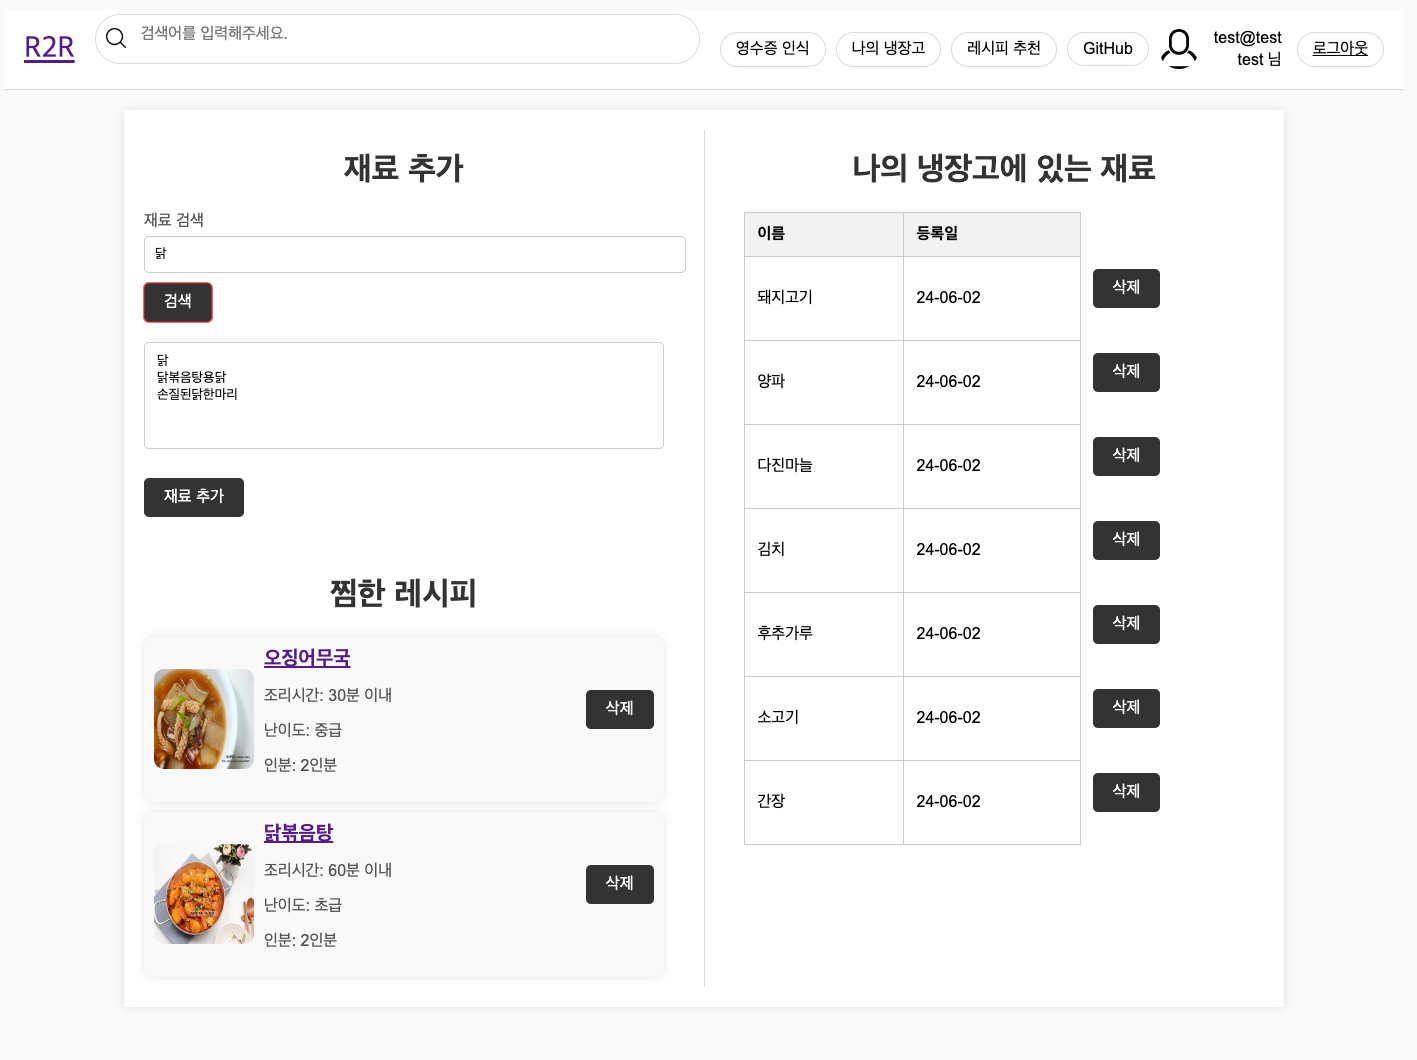 R2R
검색어를 입력해주세요.
영수증 인식
나의 냉장고
레시피 추천
GitHub
test@test
test 님
로그아웃
재료 추가
재료 검색
닭
검색
닭
닭볶음탕용닭
손질된닭한마리
재료 추가
찜한 레시피
오징어무국
조리시간: 30분 이내
난이도: 중급
인분: 2인분
삭제
닭볶음탕
조리시간: 60분 이내
난이도: 초급
인분: 2인분
삭제
나의 냉장고에 있는 재료
이름 등록일
돼지고기 24-06-02 삭제
양파 24-06-02 삭제
다진마늘 24-06-02 삭제
김치 24-06-02 삭제
후추가루 24-06-02 삭제
소고기 24-06-02 삭제
간장 24-06-02 삭제